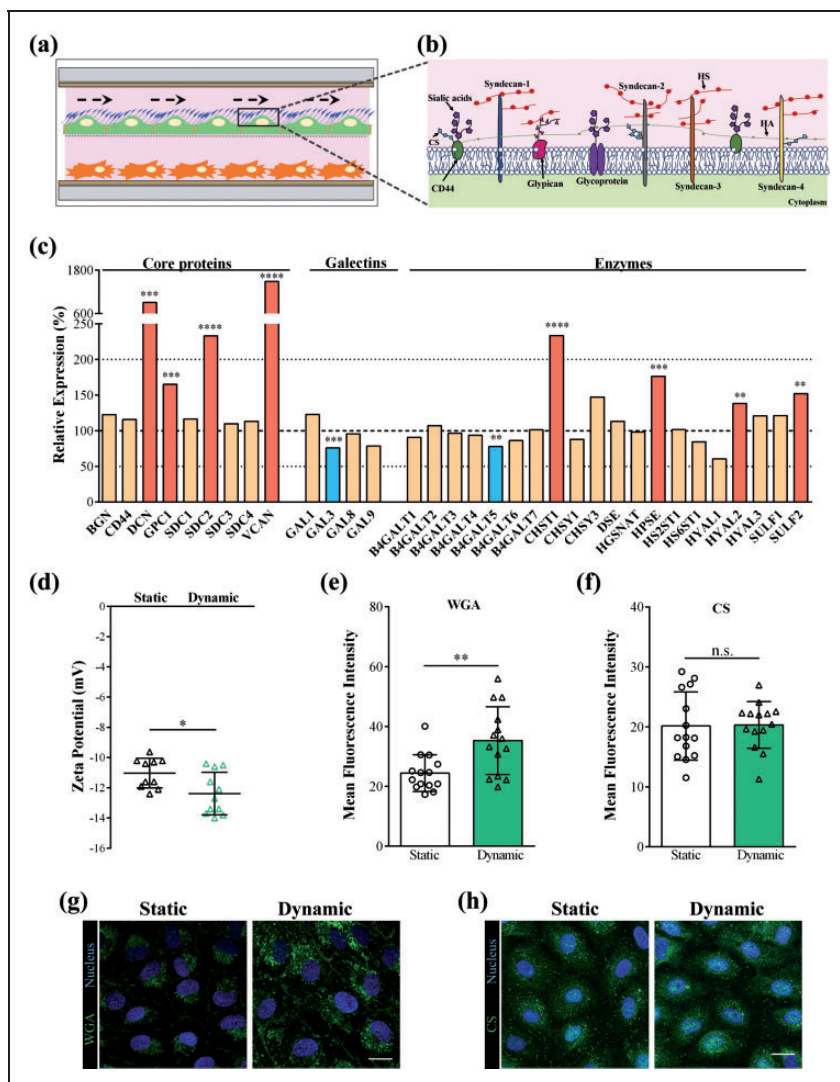 (a)
(b)
Syndecan-1
Syndecan-2
HS
Sialic acids
CS
HA
CD44
Glypican
Glycoprotein
Syndecan-3
Syndecan-4
Cytoplasm
(c)
Core proteins Galectins Enzymes
Relative Expression (%)
1800
600
250
200
150
100
50
0
*** *** **** **** *** ** **** *** ** **
BGN CD44 DCN GPC1 SDC1 SDC2 SDC3 SDC4 VCAN GAL1 GAL3 GAL8 GAL9 B4GALT1 B4GALT2 B4GALT3 B4GALT4 B4GALT5 B4GALT6 B4GALT7 CHST1 CHSY1 CHSY3 DSE HGSNAT HPSE HS2ST1 HS6ST1 HYAL1 HYAL2 HYAL3 SULF1 SULF2
(d)
Static Dynamic
Zeta Potential (mV)
0
-2
-4
-6
-8
-10
-12
-14
-16
*
(e)
WGA
Mean Fluorescence Intensity
80
60
40
20
0
**
Static Dynamic
(f)
CS
Mean Fluorescence Intensity
40
30
20
10
0
n.s.
Static Dynamic
(g)
Static Dynamic
WGA Nucleus
(h)
Static Dynamic
CS Nucleus